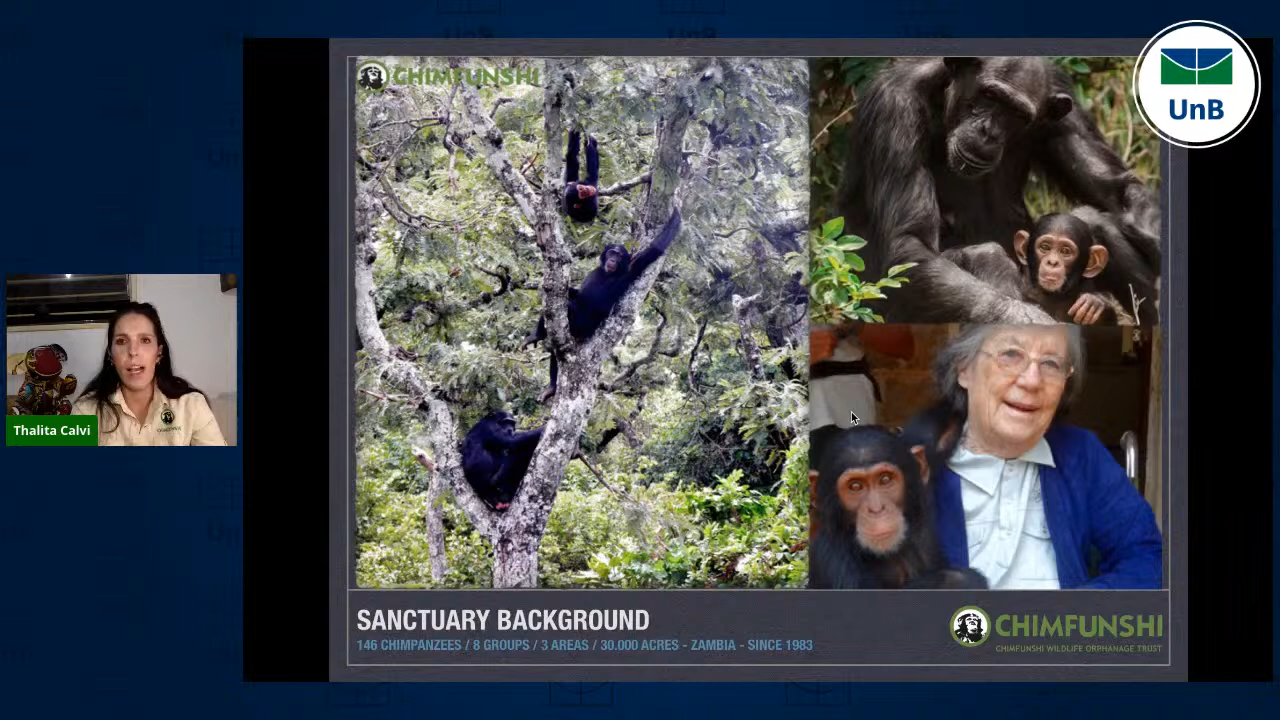 CHIMFUNSHI
UnB
Thalita Calvi
SANCTUARY BACKGROUND
146 CHIMPANZEES / 8 GROUPS / 3 AREAS / 30.000 ACRES - ZAMBIA - SINCE 1983
CHIMFUNSHI
CHIMFUNSHI WILDLIFE ORPHANAGE TRUST